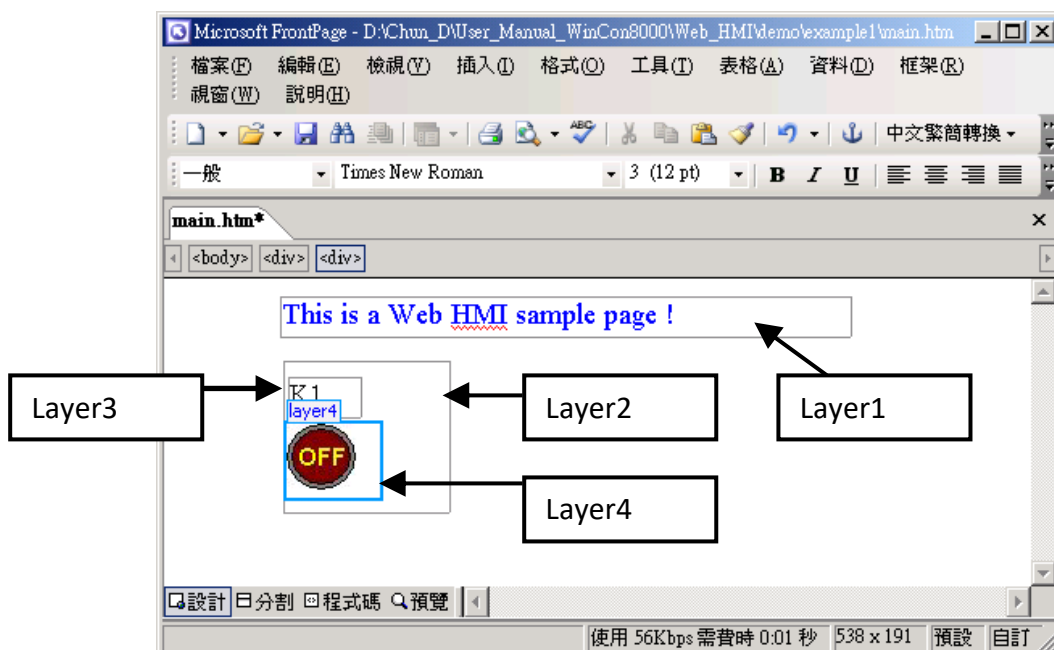 Microsoft FrontPage - D:\Chun_D\User_Manual_WinCon8000\Web_HMI\demo\example1\main.htm
檔案(F) 編輯(E) 檢視(V) 插入(I) 格式(O) 工具(T) 表格(A) 資料(D) 框架(R)
視窗(W) 說明(H)
ABC 中文繁簡轉換
一般 Times New Roman 3 (12 pt) B I U
main.htm*
<body> <div> <div>
This is a Web HMI sample page !
Layer3
K1
layer4
OFF
Layer2
Layer1
Layer4
設計 分割 程式碼 預覽
使用 56Kbps 需費時 0:01 秒 538 x 191 預設 自訂